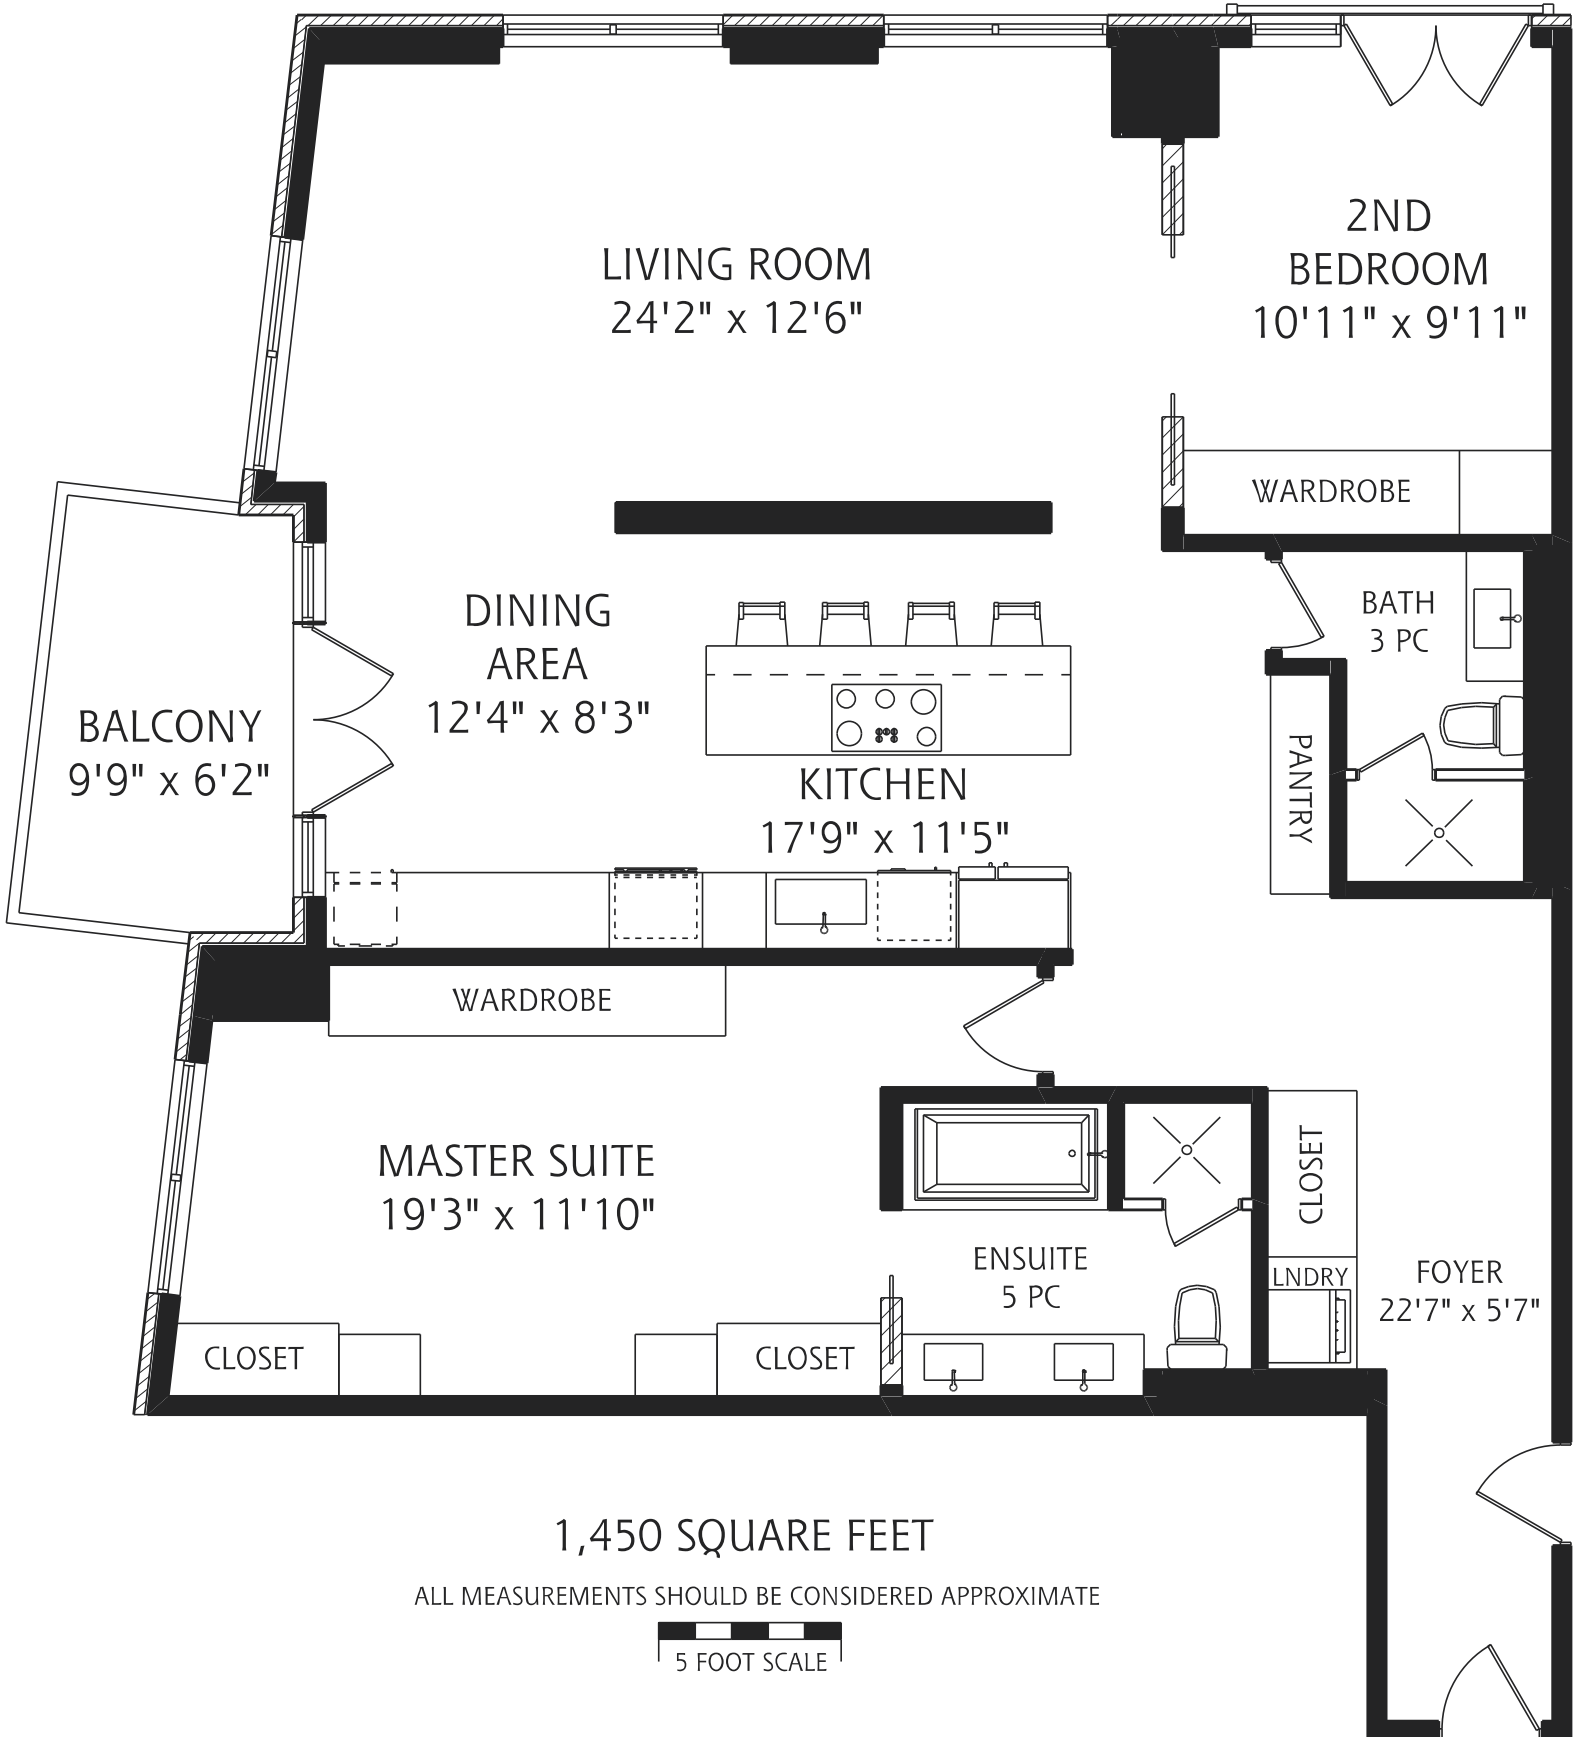 2ND
BEDROOM
10'11" x 9'11"
LIVING ROOM
24'2" x 12'6"
WARDROBE
DINING
AREA
12'4" x 8'3"
BATH
3 PC
BALCONY
9'9" x 6'2"
KITCHEN
17'9" x 11'5"
PANTRY
WARDROBE
MASTER SUITE
19'3" x 11'10"
CLOSET
ENSUITE
5 PC
LNDRY
FOYER
22'7" x 5'7"
CLOSET
CLOSET
1,450 SQUARE FEET
ALL MEASUREMENTS SHOULD BE CONSIDERED APPROXIMATE
5 FOOT SCALE